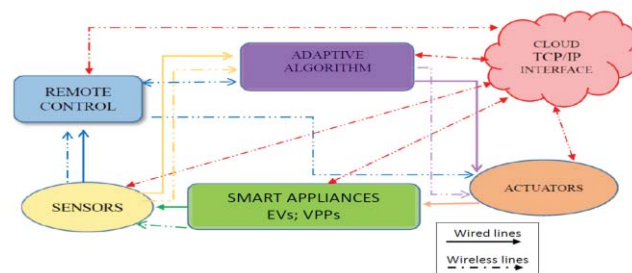 ADAPTIVE
ALGORITHM
CLOUD
TCP/IP
INTERFACE
REMOTE
CONTROL
SENSORS
SMART APPLIANCES
EVs; VPPs
ACTUATORS
Wired lines
Wireless lines